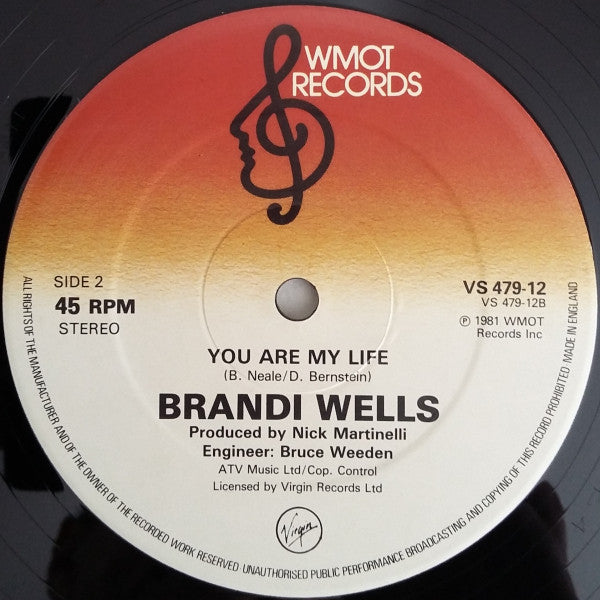 WMOT
RECORDS
SIDE 2
45 RPM
STEREO
VS 479-12
VS 479-12B
℗ 1981 WMOT
Records Inc
YOU ARE MY LIFE
(B. Neale/D. Bernstein)
BRANDI WELLS
Produced by Nick Martinelli
Engineer: Bruce Weeden
ATV Music Ltd/Cop. Control
Licensed by Virgin Records Ltd
Virgin
ALL RIGHTS OF THE MANUFACTURER AND OF THE OWNER OF THE RECORDED WORK RESERVED UNAUTHORISED PUBLIC PERFORMANCE BROADCASTING AND COPYING OF THIS RECORD PROHIBITED·MADE IN ENGLAND